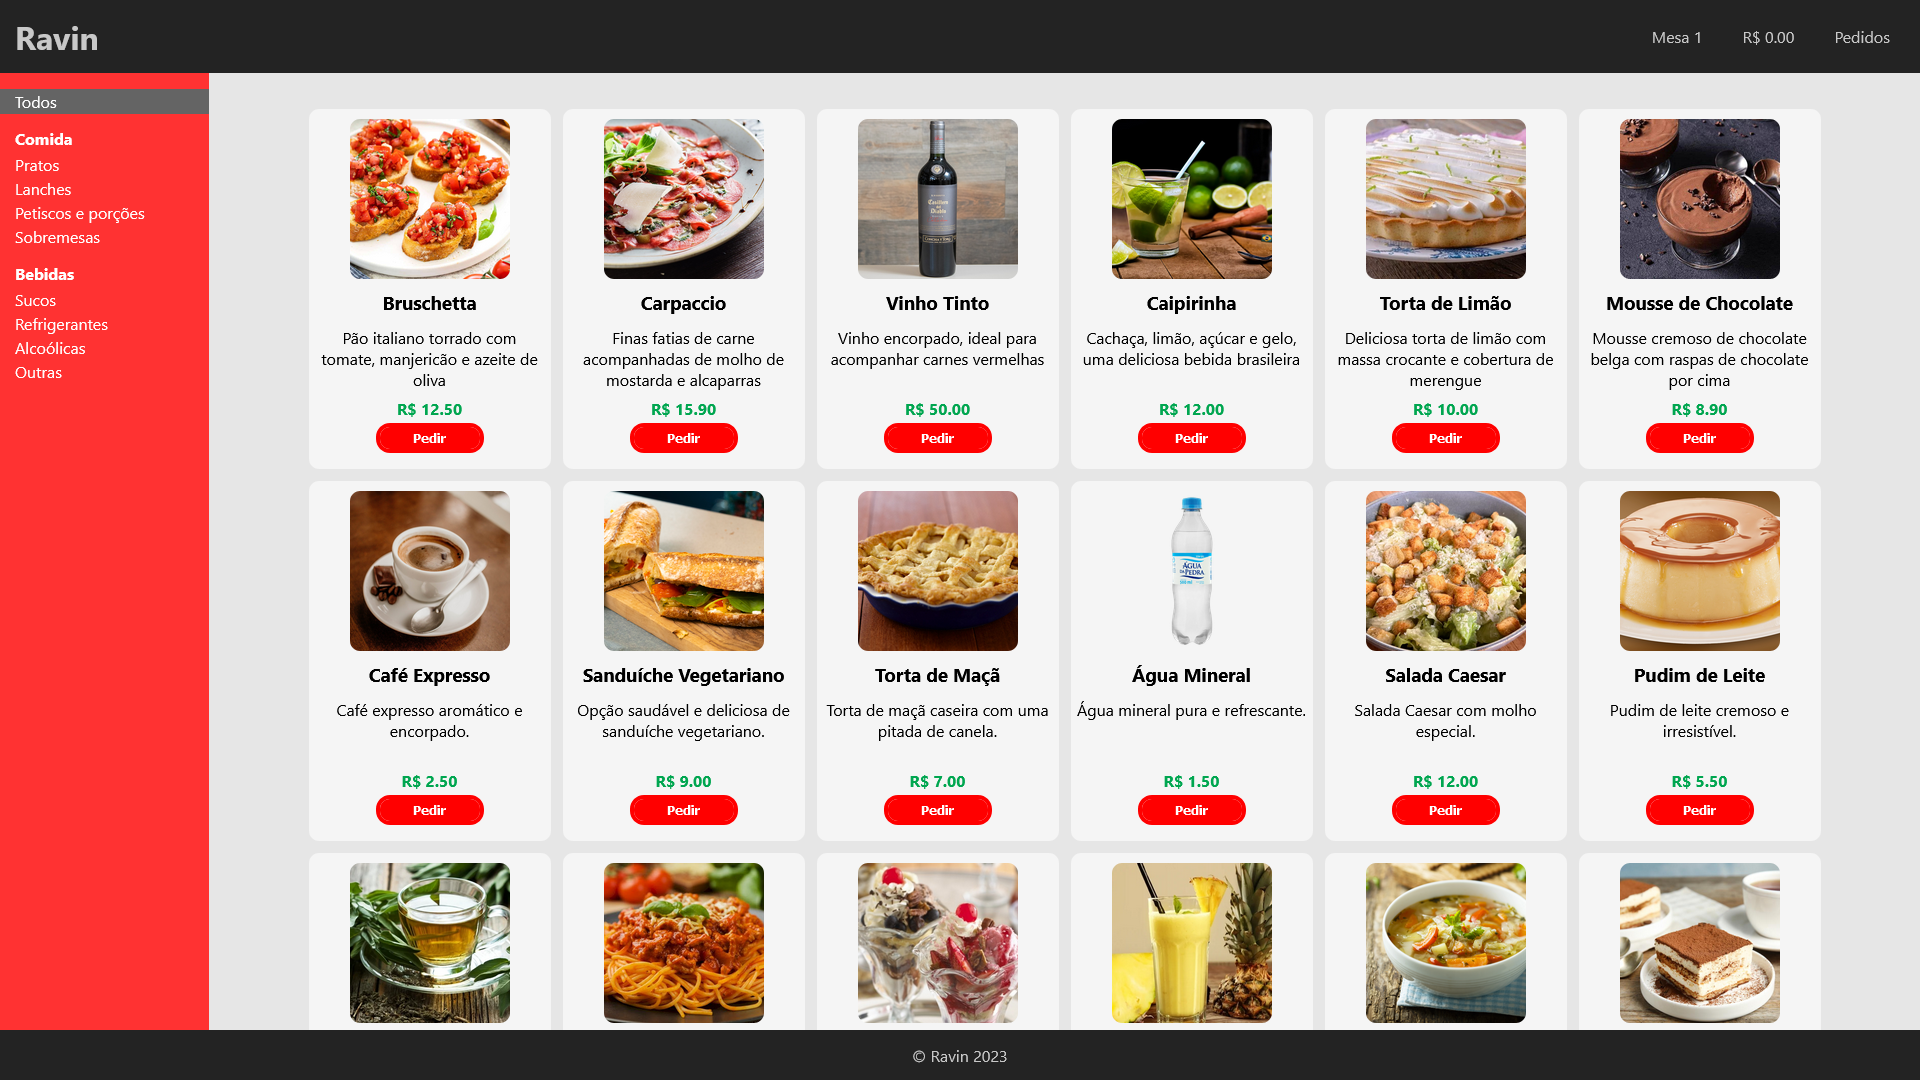 Ravin
Mesa 1
R$ 0.00
Pedidos
Todos
Comida
Pratos
Lanches
Petiscos e porções
Sobremesas
Bebidas
Sucos
Refrigerantes
Alcoólicas
Outras
Bruschetta
Pão italiano torrado com
tomate, manjericão e azeite de
oliva
R$ 12.50
Pedir
Carpaccio
Finas fatias de carne
acompanhadas de molho de
mostarda e alcaparras
R$ 15.90
Pedir
Casillero
del
Diablo
Vinho Tinto
Vinho encorpado, ideal para
acompanhar carnes vermelhas
R$ 50.00
Pedir
Caipirinha
Cachaça, limão, açúcar e gelo,
uma deliciosa bebida brasileira
R$ 12.00
Pedir
Torta de Limão
Deliciosa torta de limão com
massa crocante e cobertura de
merengue
R$ 10.00
Pedir
Mousse de Chocolate
Mousse cremoso de chocolate
belga com raspas de chocolate
por cima
R$ 8.90
Pedir
Café Expresso
Café expresso aromático e
encorpado.
R$ 2.50
Pedir
Sanduíche Vegetariano
Opção saudável e deliciosa de
sanduíche vegetariano.
R$ 9.00
Pedir
Torta de Maçã
Torta de maçã caseira com uma
pitada de canela.
R$ 7.00
Pedir
ÁGUA
DA PEDRA
Água Mineral
Água mineral pura e refrescante.
R$ 1.50
Pedir
Salada Caesar
Salada Caesar com molho
especial.
R$ 12.00
Pedir
Pudim de Leite
Pudim de leite cremoso e
irresistível.
R$ 5.50
Pedir
© Ravin 2023